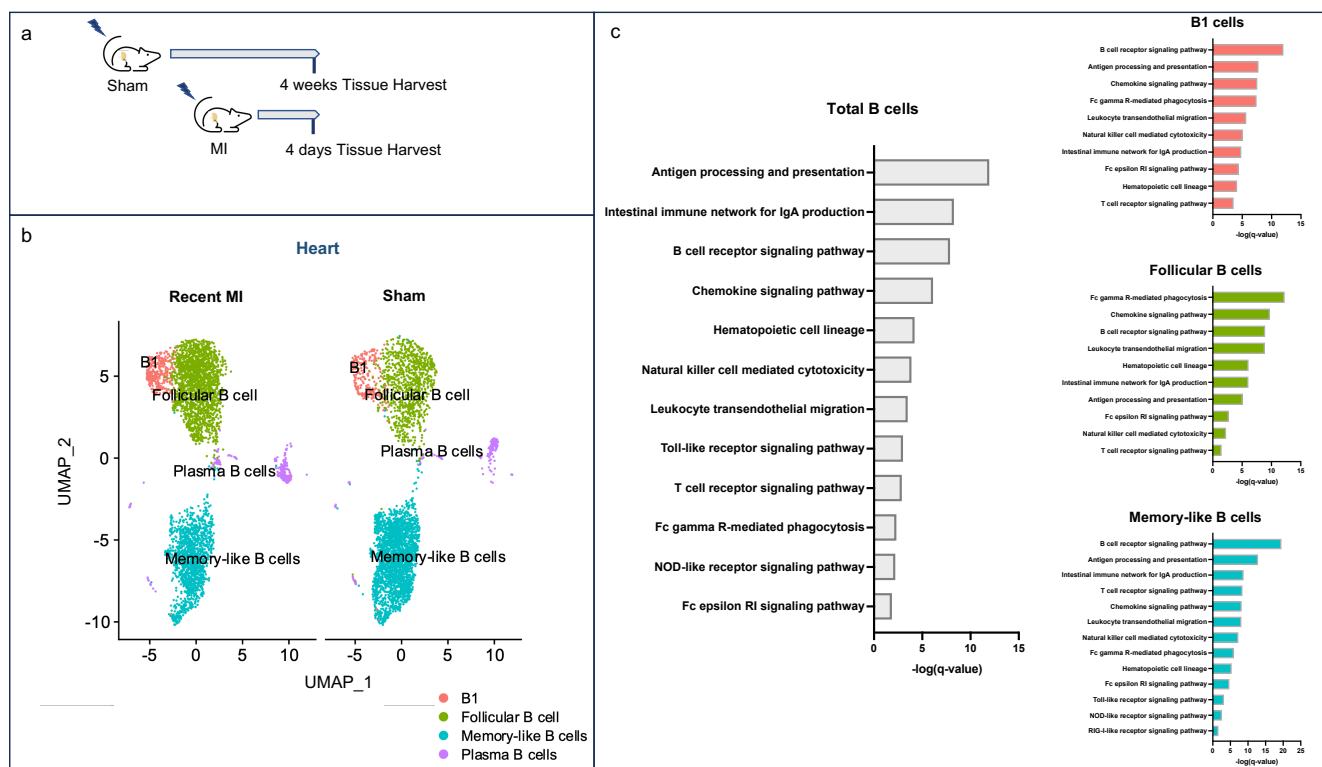 a
Sham
4 weeks Tissue Harvest
MI
4 days Tissue Harvest
b
Heart
Recent MI
Sham
B1
Follicular B cell
Plasma B cells
Memory-like B cells
B1
Follicular B cell
Plasma B cells
Memory-like B cells
UMAP_2
5
0
-5
-10
-5 0 5 10
-5 0 5 10
UMAP_1
B1
Follicular B cell
Memory-like B cells
Plasma B cells
c
Total B cells
Antigen processing and presentation
Intestinal immune network for IgA production
B cell receptor signaling pathway
Chemokine signaling pathway
Hematopoietic cell lineage
Natural killer cell mediated cytotoxicity
Leukocyte transendothelial migration
Toll-like receptor signaling pathway
T cell receptor signaling pathway
Fc gamma R-mediated phagocytosis
NOD-like receptor signaling pathway
Fc epsilon RI signaling pathway
0 5 10 15
-log(q-value)
B1 cells
B cell receptor signaling pathway
Antigen processing and presentation
Chemokine signaling pathway
Fc gamma R-mediated phagocytosis
Leukocyte transendothelial migration
Natural killer cell mediated cytotoxicity
Intestinal immune network for IgA production
Fc epsilon RI signaling pathway
Hematopoietic cell lineage
T cell receptor signaling pathway
0 5 10 15
-log(q-value)
Follicular B cells
Fc gamma R-mediated phagocytosis
Chemokine signaling pathway
B cell receptor signaling pathway
Leukocyte transendothelial migration
Hematopoietic cell lineage
Intestinal immune network for IgA production
Antigen processing and presentation
Fc epsilon RI signaling pathway
Natural killer cell mediated cytotoxicity
T cell receptor signaling pathway
0 5 10 15
-log(q-value)
Memory-like B cells
B cell receptor signaling pathway
Antigen processing and presentation
Intestinal immune network for IgA production
T cell receptor signaling pathway
Chemokine signaling pathway
Leukocyte transendothelial migration
Natural killer cell mediated cytotoxicity
Fc gamma R-mediated phagocytosis
Hematopoietic cell lineage
Fc epsilon RI signaling pathway
Toll-like receptor signaling pathway
NOD-like receptor signaling pathway
RIG-I-like receptor signaling pathway
0 5 10 15 20 25
-log(q-value)